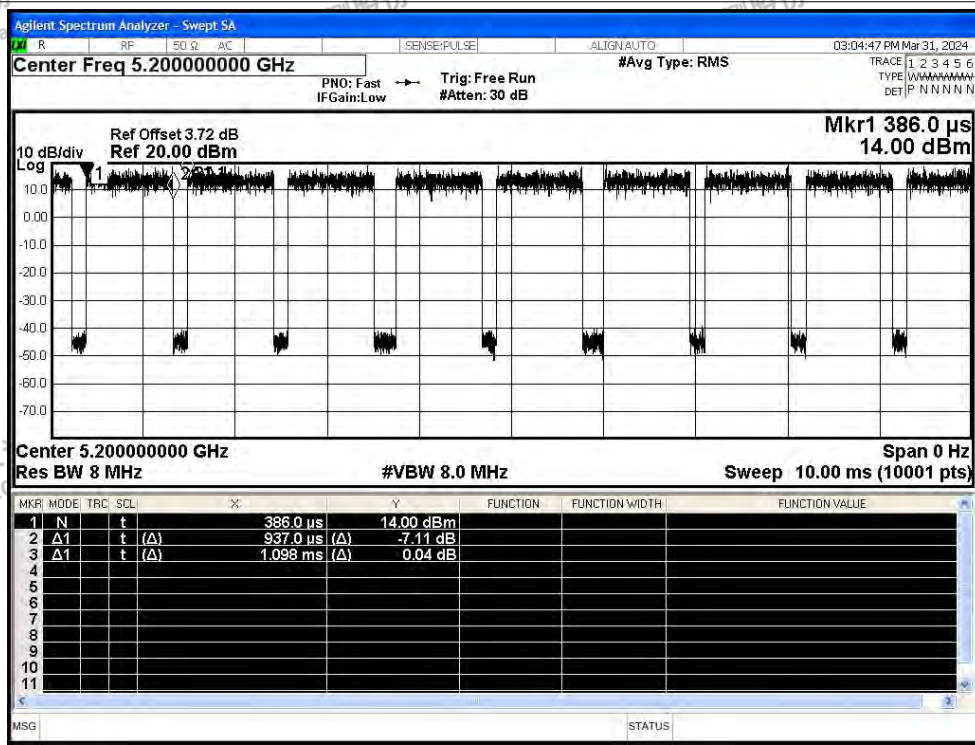 Agilent Spectrum Analyzer - Swept SA
R RF 50 Ω AC SENSE:PULSE ALIGNAUTO 03:04:47 PM Mar 31, 2024
Center Freq 5.200000000 GHz #Avg Type: RMS TRACE 1 2 3 4 5 6
PNO: Fast Trig: Free Run TYPE
IFGain:Low #Atten: 30 dB DET P N N N N N
Mkr1 386.0 µs
14.00 dBm
Ref Offset 3.72 dB
10 dB/div Ref 20.00 dBm
Log
1
10.0
0.00
-10.0
-20.0
-30.0
-40.0
-50.0
-60.0
-70.0
Center 5.200000000 GHz Span 0 Hz
Res BW 8 MHz #VBW 8.0 MHz Sweep 10.00 ms (10001 pts)
MKR MODE TRC SCL X Y FUNCTION FUNCTION WIDTH FUNCTION VALUE
1 N t 386.0 µs 14.00 dBm
2 Δ1 t (Δ) 937.0 µs (Δ) -7.11 dB
3 Δ1 t (Δ) 1.098 ms (Δ) 0.04 dB
4
5
6
7
8
9
10
11
MSG STATUS